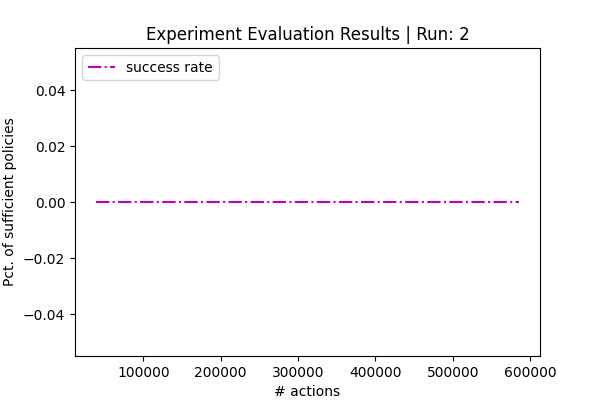 Experiment Evaluation Results | Run: 2
success rate
Pct. of sufficient policies
0.04
0.02
0.00
−0.02
−0.04
100000 200000 300000 400000 500000 600000
# actions